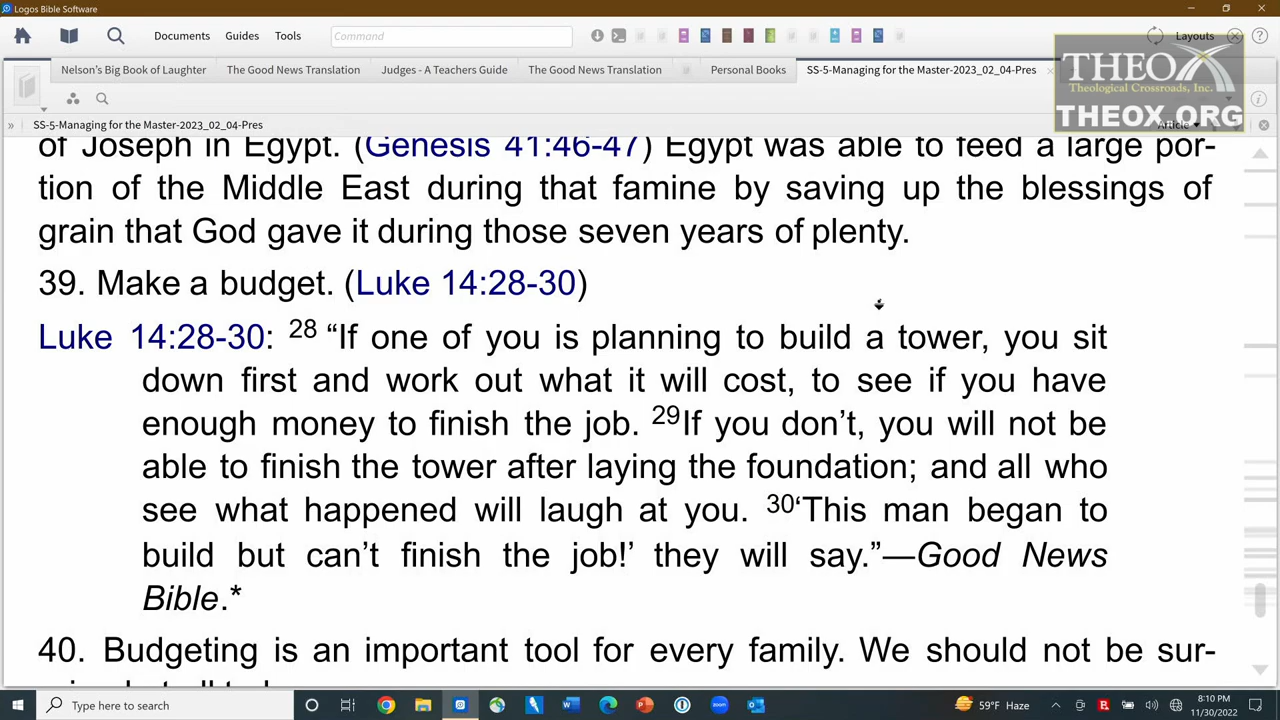 Logos Bible Software
Documents Guides Tools Command Layouts
THEOX
Theological Crossroads, Inc.
THEOX.ORG
Nelson's Big Book of Laughter The Good News Translation Judges - A Teachers Guide The Good News Translation Personal Books SS-5-Managing for the Master-2023_02_04-Pres
» SS-5-Managing for the Master-2023_02_04-Pres Article
of Joseph in Egypt. (Genesis 41:46-47) Egypt was able to feed a large por-
tion of the Middle East during that famine by saving up the blessings of
grain that God gave it during those seven years of plenty.
39. Make a budget. (Luke 14:28-30)
Luke 14:28-30: 28 “If one of you is planning to build a tower, you sit
down first and work out what it will cost, to see if you have
enough money to finish the job. 29If you don’t, you will not be
able to finish the tower after laying the foundation; and all who
see what happened will laugh at you. 30‘This man began to
build but can’t finish the job!’ they will say.”—Good News
Bible.*
40. Budgeting is an important tool for every family. We should not be sur-
Type here to search
59°F Haze
8:10 PM
11/30/2022